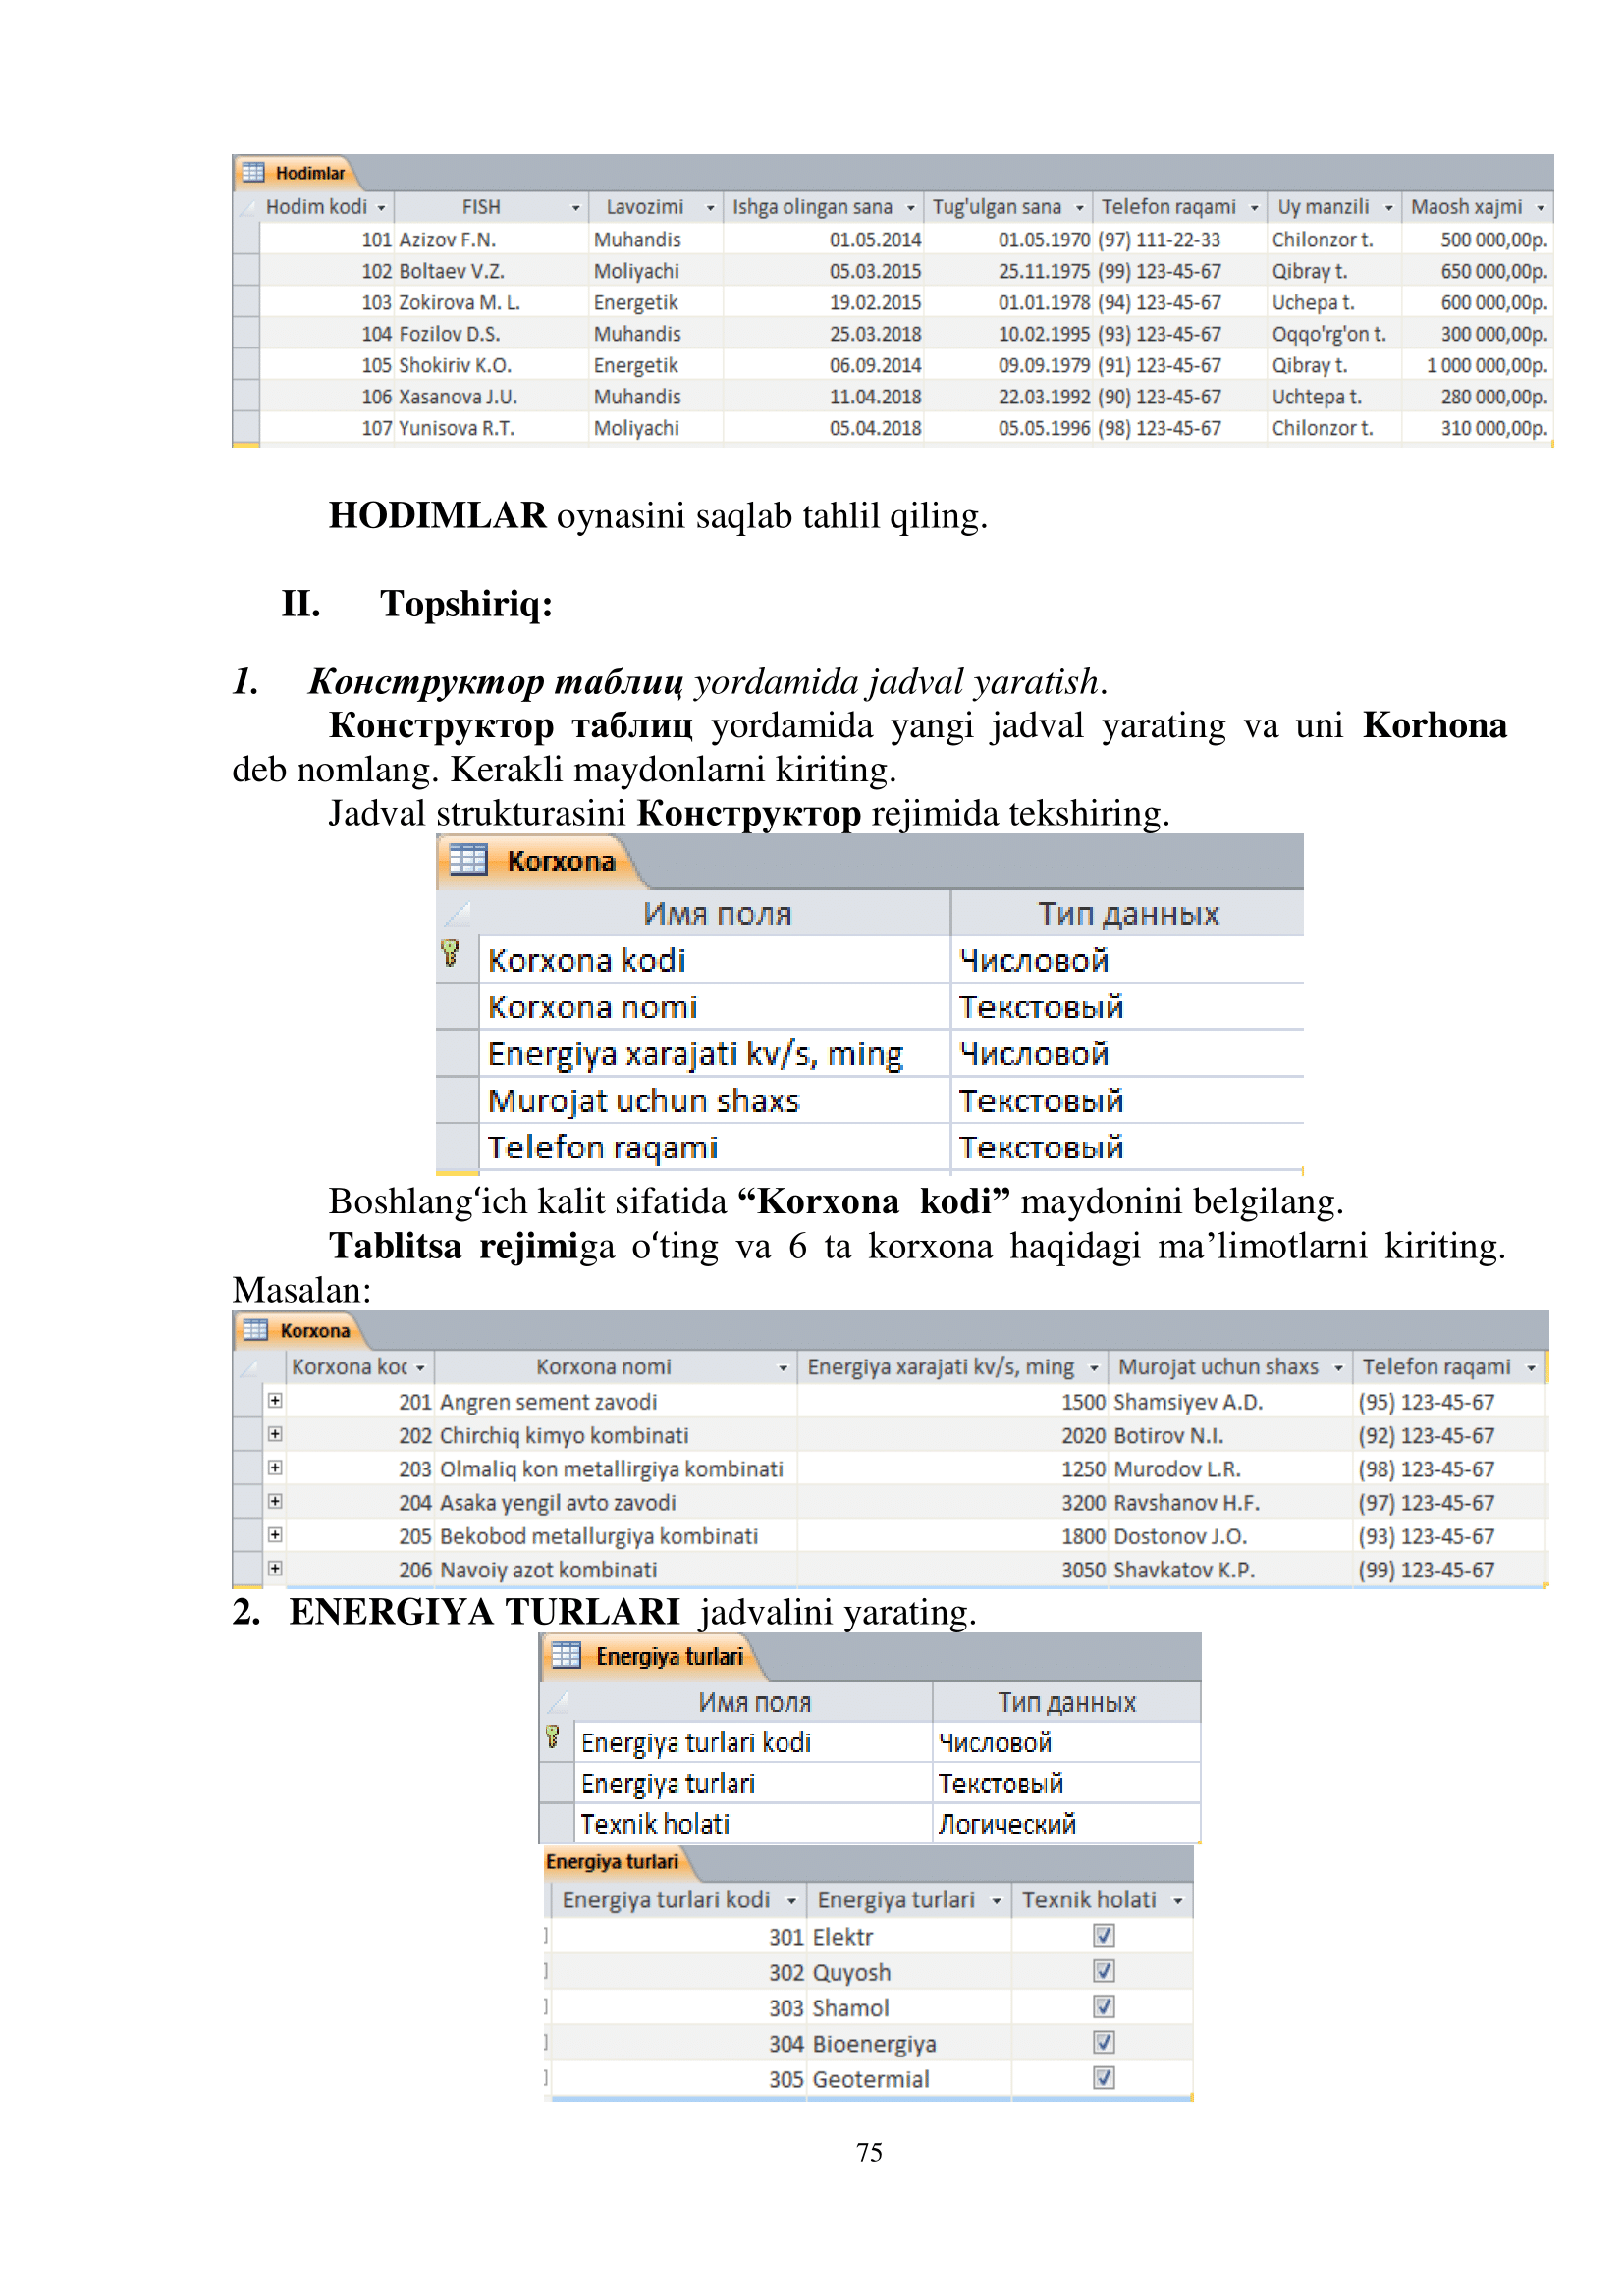 Hodimlar
Hodim kodi FISH Lavozimi Ishga olingan sana Tug'ulgan sana Telefon raqami Uy manzili Maosh xajmi
101 Azizov F.N. Muhandis 01.05.2014 01.05.1970 (97) 111-22-33 Chilonzor t. 500 000,00р.
102 Boltaev V.Z. Moliyachi 05.03.2015 25.11.1975 (99) 123-45-67 Qibray t. 650 000,00р.
103 Zokirova M. L. Energetik 19.02.2015 01.01.1978 (94) 123-45-67 Uchepa t. 600 000,00р.
104 Fozilov D.S. Muhandis 25.03.2018 10.02.1995 (93) 123-45-67 Oqqo'rg'on t. 300 000,00р.
105 Shokiriv K.O. Energetik 06.09.2014 09.09.1979 (91) 123-45-67 Qibray t. 1 000 000,00р.
106 Xasanova J.U. Muhandis 11.04.2018 22.03.1992 (90) 123-45-67 Uchtepa t. 280 000,00р.
107 Yunisova R.T. Moliyachi 05.04.2018 05.05.1996 (98) 123-45-67 Chilonzor t. 310 000,00р.
HODIMLAR oynasini saqlab tahlil qiling.
II. Topshiriq:
1. Конструктор таблиц yordamida jadval yaratish.
Конструктор таблиц yordamida yangi jadval yarating va uni Korhona
deb nomlang. Kerakli maydonlarni kiriting.
Jadval strukturasini Конструктор rejimida tekshiring.
Korxona
Имя поля Тип данных
Korxona kodi Числовой
Korxona nomi Текстовый
Energiya xarajati kv/s, ming Числовой
Murojat uchun shaxs Текстовый
Telefon raqami Текстовый
Boshlang‘ich kalit sifatida “Korxona kodi” maydonini belgilang.
Tablitsa rejimiga o‘ting va 6 ta korxona haqidagi ma’limotlarni kiriting.
Masalan:
Korxona
Korxona koc Korxona nomi Energiya xarajati kv/s, ming Murojat uchun shaxs Telefon raqami
201 Angren sement zavodi 1500 Shamsiyev A.D. (95) 123-45-67
202 Chirchiq kimyo kombinati 2020 Botirov N.I. (92) 123-45-67
203 Olmaliq kon metallirgiya kombinati 1250 Murodov L.R. (98) 123-45-67
204 Asaka yengil avto zavodi 3200 Ravshanov H.F. (97) 123-45-67
205 Bekobod metallurgiya kombinati 1800 Dostonov J.O. (93) 123-45-67
206 Navoiy azot kombinati 3050 Shavkatov K.P. (99) 123-45-67
2. ENERGIYA TURLARI jadvalini yarating.
Energiya turlari
Имя поля Тип данных
Energiya turlari kodi Числовой
Energiya turlari Текстовый
Texnik holati Логический
Energiya turlari
Energiya turlari kodi Energiya turlari Texnik holati
301 Elektr
302 Quyosh
303 Shamol
304 Bioenergiya
305 Geotermial
75